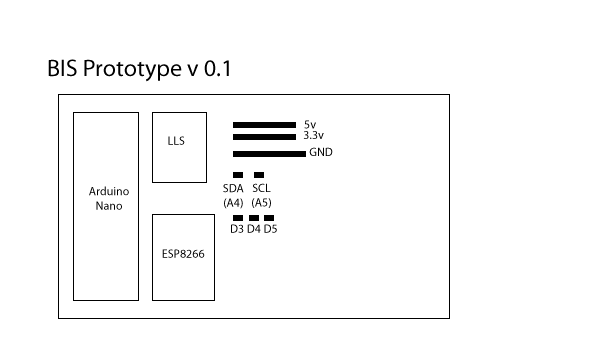 BIS Prototype v 0.1
5v
3.3v
LLS
GND
SDA SCL
(A4) (A5)
Arduino
Nano
D3 D4 D5
ESP8266